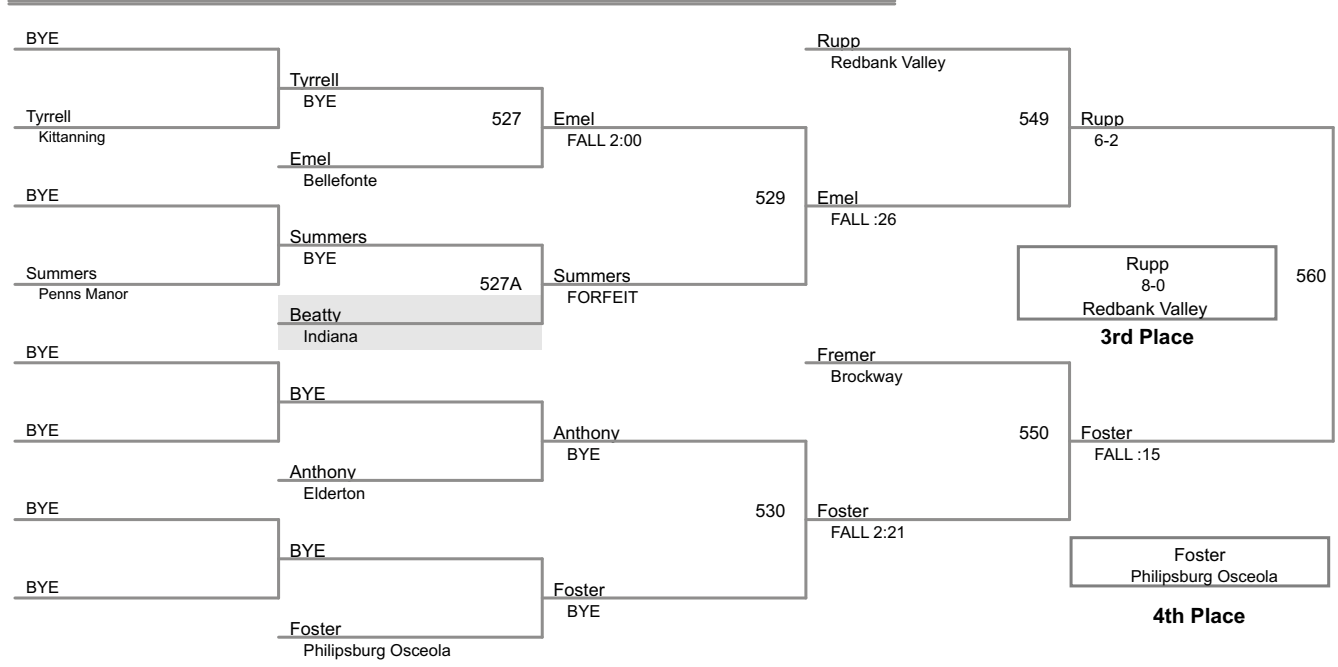 BYE
Tyrrell
Kittanning
BYE
Summers
Penns Manor
BYE
BYE
BYE
BYE
Tyrrell
BYE
Emel
Bellefonte
Summers
BYE
Beatty
Indiana
BYE
Anthony
Elderton
BYE
Foster
Philipsburg Osceola
527
527A
Emel
FALL 2:00
Summers
FORFEIT
Anthony
BYE
Foster
BYE
529
530
Rupp
Redbank Valley
Emel
FALL :26
Fremer
Brockway
Foster
FALL 2:21
549
550
Rupp
6-2
Foster
FALL :15
560
Rupp
8-0
Redbank Valley
3rd Place
Foster
Philipsburg Osceola
4th Place